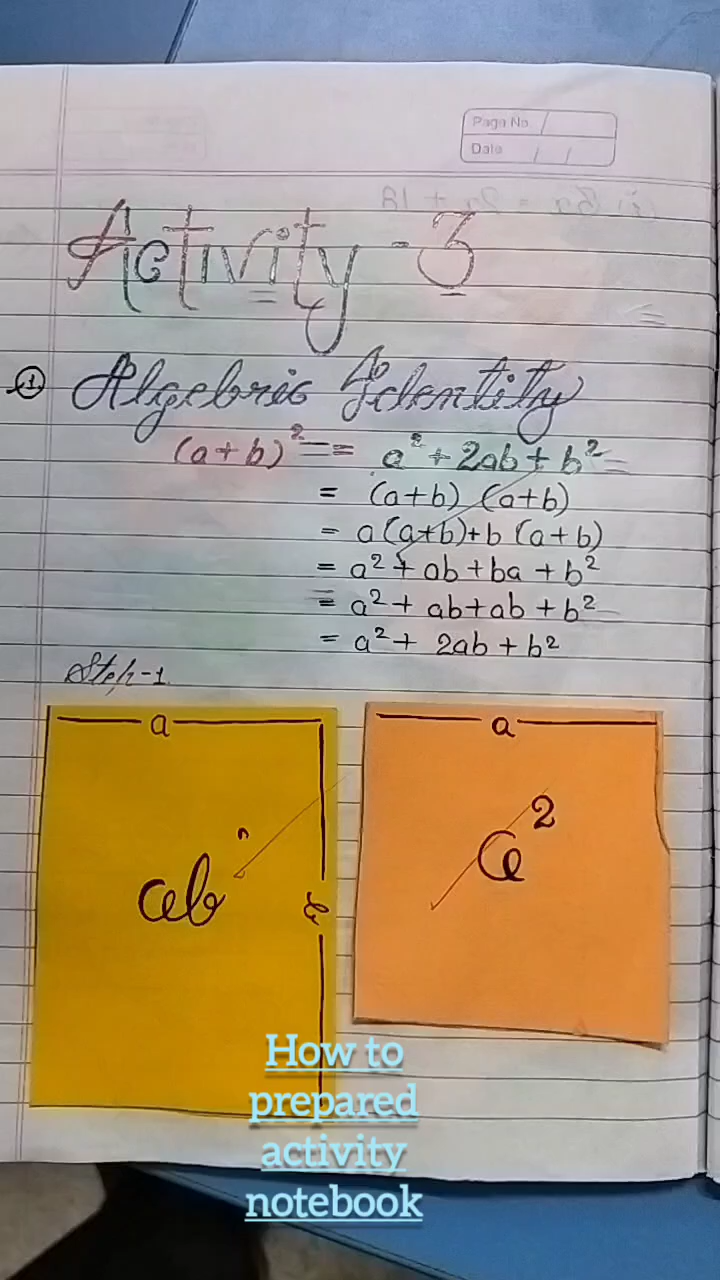 Page No.
Date / /
Activity - 3
① Algebric Identity
(a+b)² == a² + 2ab + b²
= (a+b) (a+b)
= a (a+b)+b (a+b)
= a² + ab + ba + b²
= a² + ab+ab + b²
= a² + 2ab + b²
Step-1
a
ab
b
a
a²
How to
prepared
activity
notebook